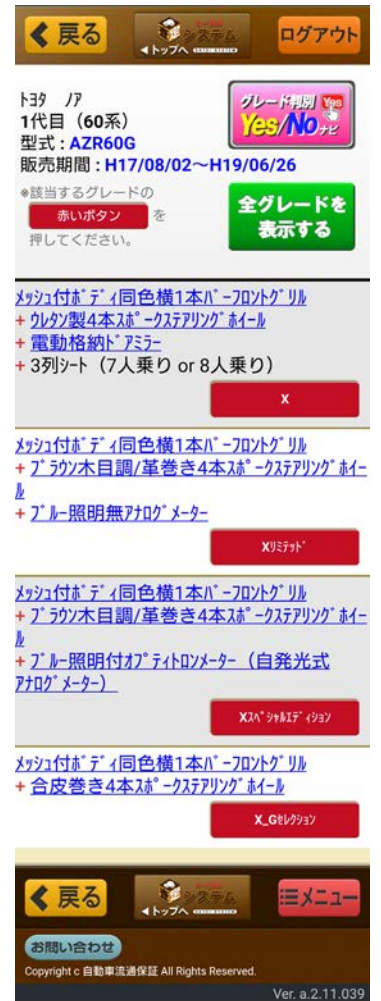 戻る
システム
◀トップへ
ログアウト
トヨタ ノア
1代目（60系）
型式 : AZR60G
販売期間 : H17/08/02～H19/06/26
グレード判別 Yes
Yes/No ナビ
※該当するグレードの
赤いボタン を
押してください。
全グレードを
表示する
メッシュ付ボディ同色横1本バーフロントグリル
+ ウレタン製4本スポークステアリングホイール
+ 電動格納ドアミラー
+ 3列シート（7人乗り or 8人乗り）
X
メッシュ付ボディ同色横1本バーフロントグリル
+ ブラウン木目調/革巻き4本スポークステアリングホイー
ル
+ ブルー照明無アナログメーター
Xリミテッド
メッシュ付ボディ同色横1本バーフロントグリル
+ ブラウン木目調/革巻き4本スポークステアリングホイー
ル
+ ブルー照明付オプティトロンメーター（自発光式
アナログメーター）
Xスペシャルエディション
メッシュ付ボディ同色横1本バーフロントグリル
+ 合皮巻き4本スポークステアリングホイール
X_Gセレクション
戻る
システム
◀トップへ
メニュー
お問い合わせ
Copyright c 自動車流通保証 All Rights Reserved.
Ver. a.2.11.039